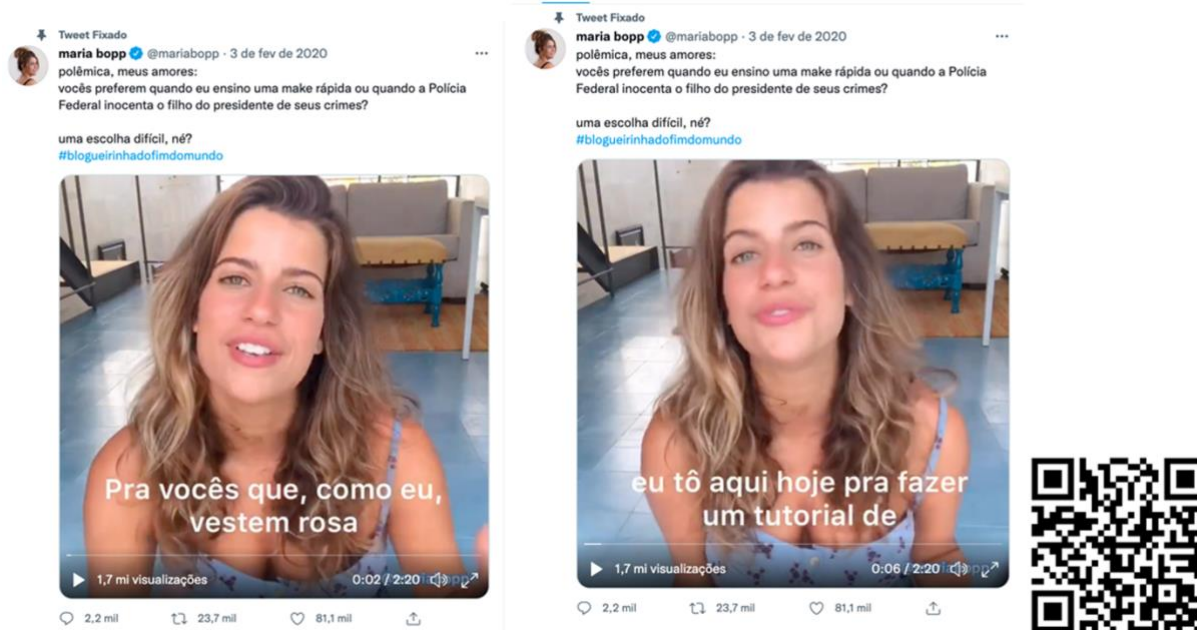 Tweet Fixado
maria bopp @mariabopp · 3 de fev de 2020
polêmica, meus amores:
vocês preferem quando eu ensino uma make rápida ou quando a Polícia
Federal inocenta o filho do presidente de seus crimes?
uma escolha difícil, né?
#blogueirinhadofimdomundo
Pra vocês que, como eu,
vestem rosa
1,7 mi visualizações
0:02 / 2:20
2,2 mil
23,7 mil
81,1 mil
Tweet Fixado
maria bopp @mariabopp · 3 de fev de 2020
polêmica, meus amores:
vocês preferem quando eu ensino uma make rápida ou quando a Polícia
Federal inocenta o filho do presidente de seus crimes?
uma escolha difícil, né?
#blogueirinhadofimdomundo
eu tô aqui hoje pra fazer
um tutorial de
1,7 mi visualizações
0:06 / 2:20
2,2 mil
23,7 mil
81,1 mil